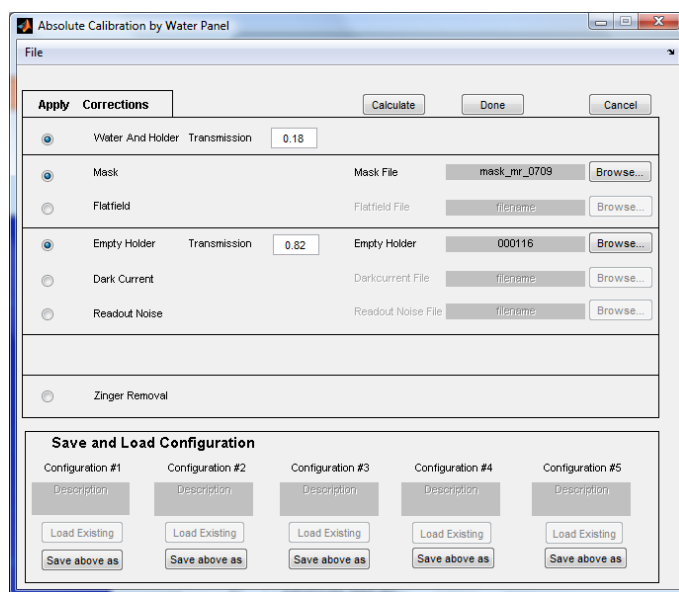 Absolute Calibration by Water Panel
File
Apply Corrections Calculate Done Cancel
Water And Holder Transmission 0.18
Mask Mask File mask_mr_0709 Browse...
Flatfield Flatfield File filename Browse...
Empty Holder Transmission 0.82 Empty Holder 000116 Browse...
Dark Current Darkcurrent File filename Browse...
Readout Noise Readout Noise File filename Browse...
Zinger Removal
Save and Load Configuration
Configuration #1 Configuration #2 Configuration #3 Configuration #4 Configuration #5
Description Description Description Description Description
Load Existing Load Existing Load Existing Load Existing Load Existing
Save above as Save above as Save above as Save above as Save above as